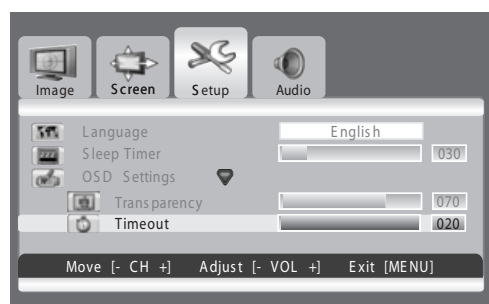 Image Screen Setup Audio
Language English
Sleep Timer 030
OSD Settings
Transparency 070
Timeout 020
Move [- CH +] Adjust [- VOL +] Exit [MENU]